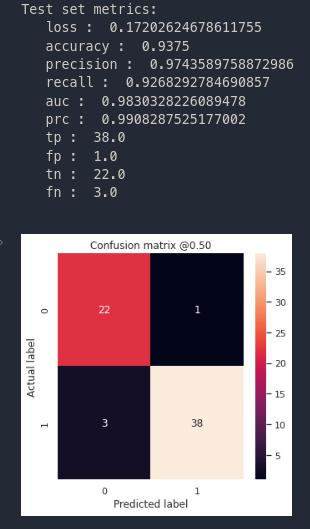 Test set metrics:
loss :  0.17202624678611755
accuracy :  0.9375
precision :  0.9743589758872986
recall :  0.9268292784690857
auc :  0.9830328226089478
prc :  0.9908287525177002
tp :  38.0
fp :  1.0
tn :  22.0
fn :  3.0
Confusion matrix @0.50
Actual label
0
22
1
1
3
38
0
1
Predicted label
35
30
25
20
15
10
5